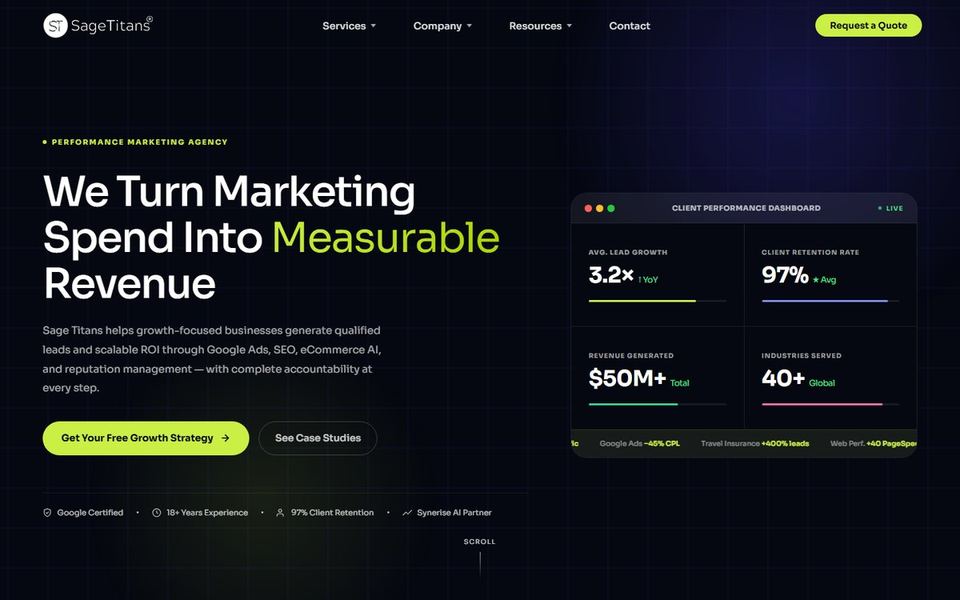 ST SageTitans®
Services
Company
Resources
Contact
Request a Quote
PERFORMANCE MARKETING AGENCY
We Turn Marketing
Spend Into Measurable
Revenue
Sage Titans helps growth-focused businesses generate qualified
leads and scalable ROI through Google Ads, SEO, eCommerce AI,
and reputation management — with complete accountability at
every step.
Get Your Free Growth Strategy →
See Case Studies
Google Certified • 18+ Years Experience • 97% Client Retention • Synerise AI Partner
SCROLL
CLIENT PERFORMANCE DASHBOARD
LIVE
AVG. LEAD GROWTH
3.2× ↑ YoY
CLIENT RETENTION RATE
97% ★ Avg
REVENUE GENERATED
$50M+ Total
INDUSTRIES SERVED
40+ Global
Google Ads −45% CPL Travel Insurance +400% leads Web Perf. +40 PageSpee